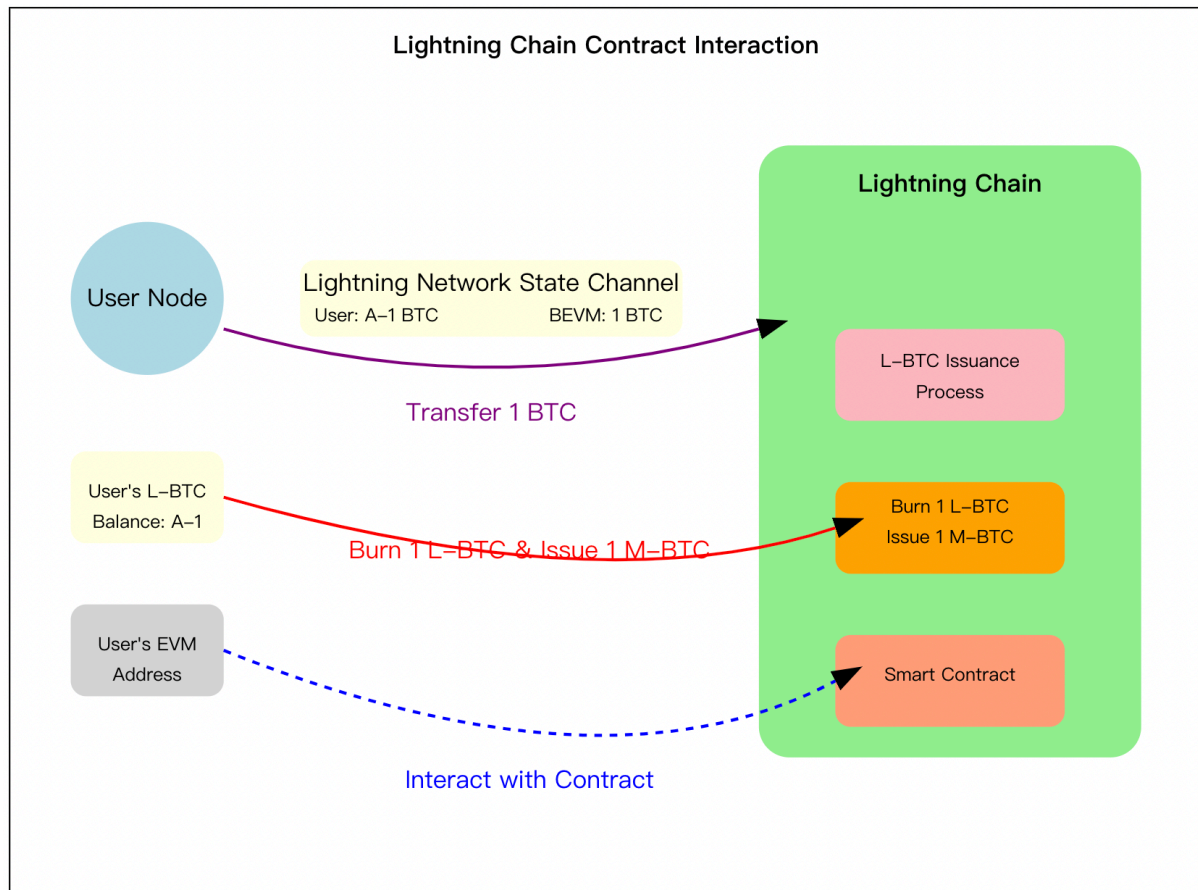 Lightning Chain Contract Interaction
Lightning Chain
User Node
Lightning Network State Channel
User: A-1 BTC
BEVM: 1 BTC
Transfer 1 BTC
L-BTC Issuance
Process
User's L-BTC
Balance: A-1
Burn 1 L-BTC & Issue 1 M-BTC
Burn 1 L-BTC
Issue 1 M-BTC
User's EVM
Address
Smart Contract
Interact with Contract